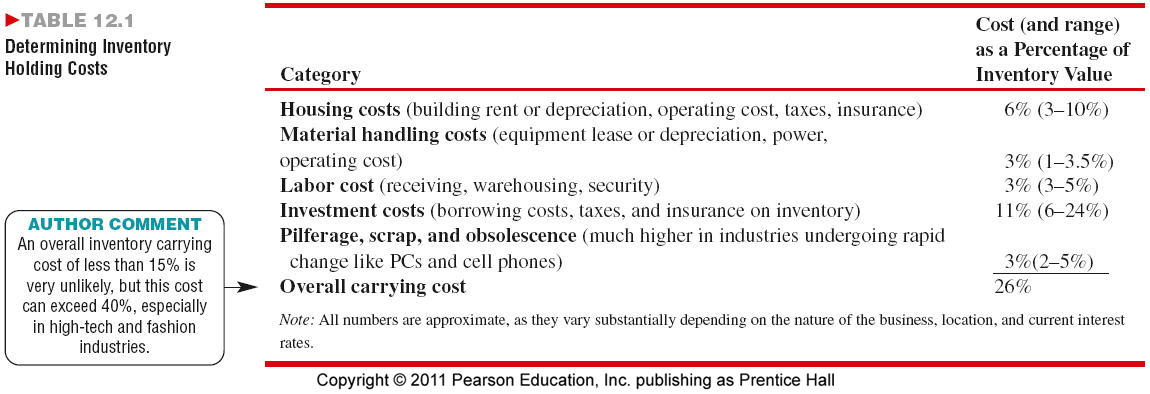 ►TABLE 12.1
Determining Inventory
Holding Costs
Category
Cost (and range)
as a Percentage of
Inventory Value
Housing costs (building rent or depreciation, operating cost, taxes, insurance) 6% (3–10%)
Material handling costs (equipment lease or depreciation, power,
operating cost) 3% (1–3.5%)
Labor cost (receiving, warehousing, security) 3% (3–5%)
Investment costs (borrowing costs, taxes, and insurance on inventory) 11% (6–24%)
Pilferage, scrap, and obsolescence (much higher in industries undergoing rapid
change like PCs and cell phones) 3%(2–5%)
Overall carrying cost 26%
Note: All numbers are approximate, as they vary substantially depending on the nature of the business, location, and current interest
rates.
AUTHOR COMMENT
An overall inventory carrying
cost of less than 15% is
very unlikely, but this cost
can exceed 40%, especially
in high-tech and fashion
industries.
Copyright © 2011 Pearson Education, Inc. publishing as Prentice Hall